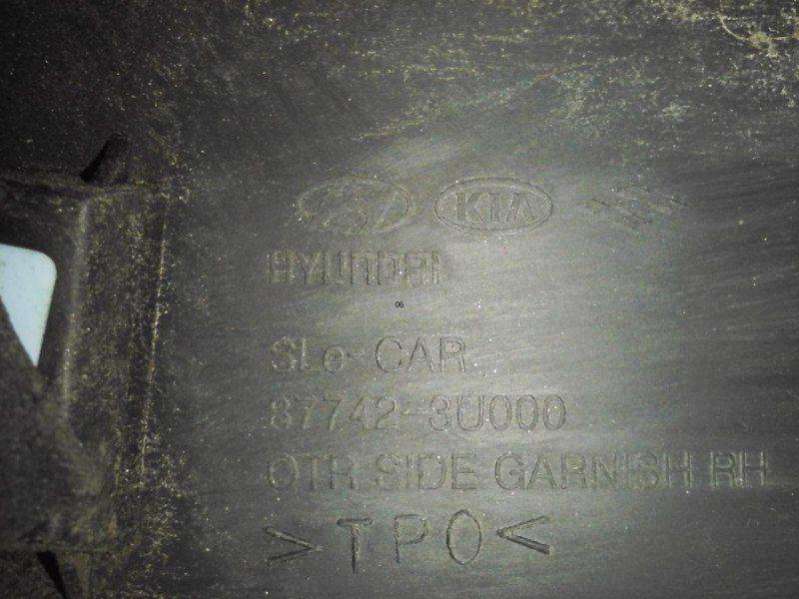 KIA
HYUNDAI
SLe-CAR
87742-3U000
OTR SIDE GARNISH RH
>TPO<